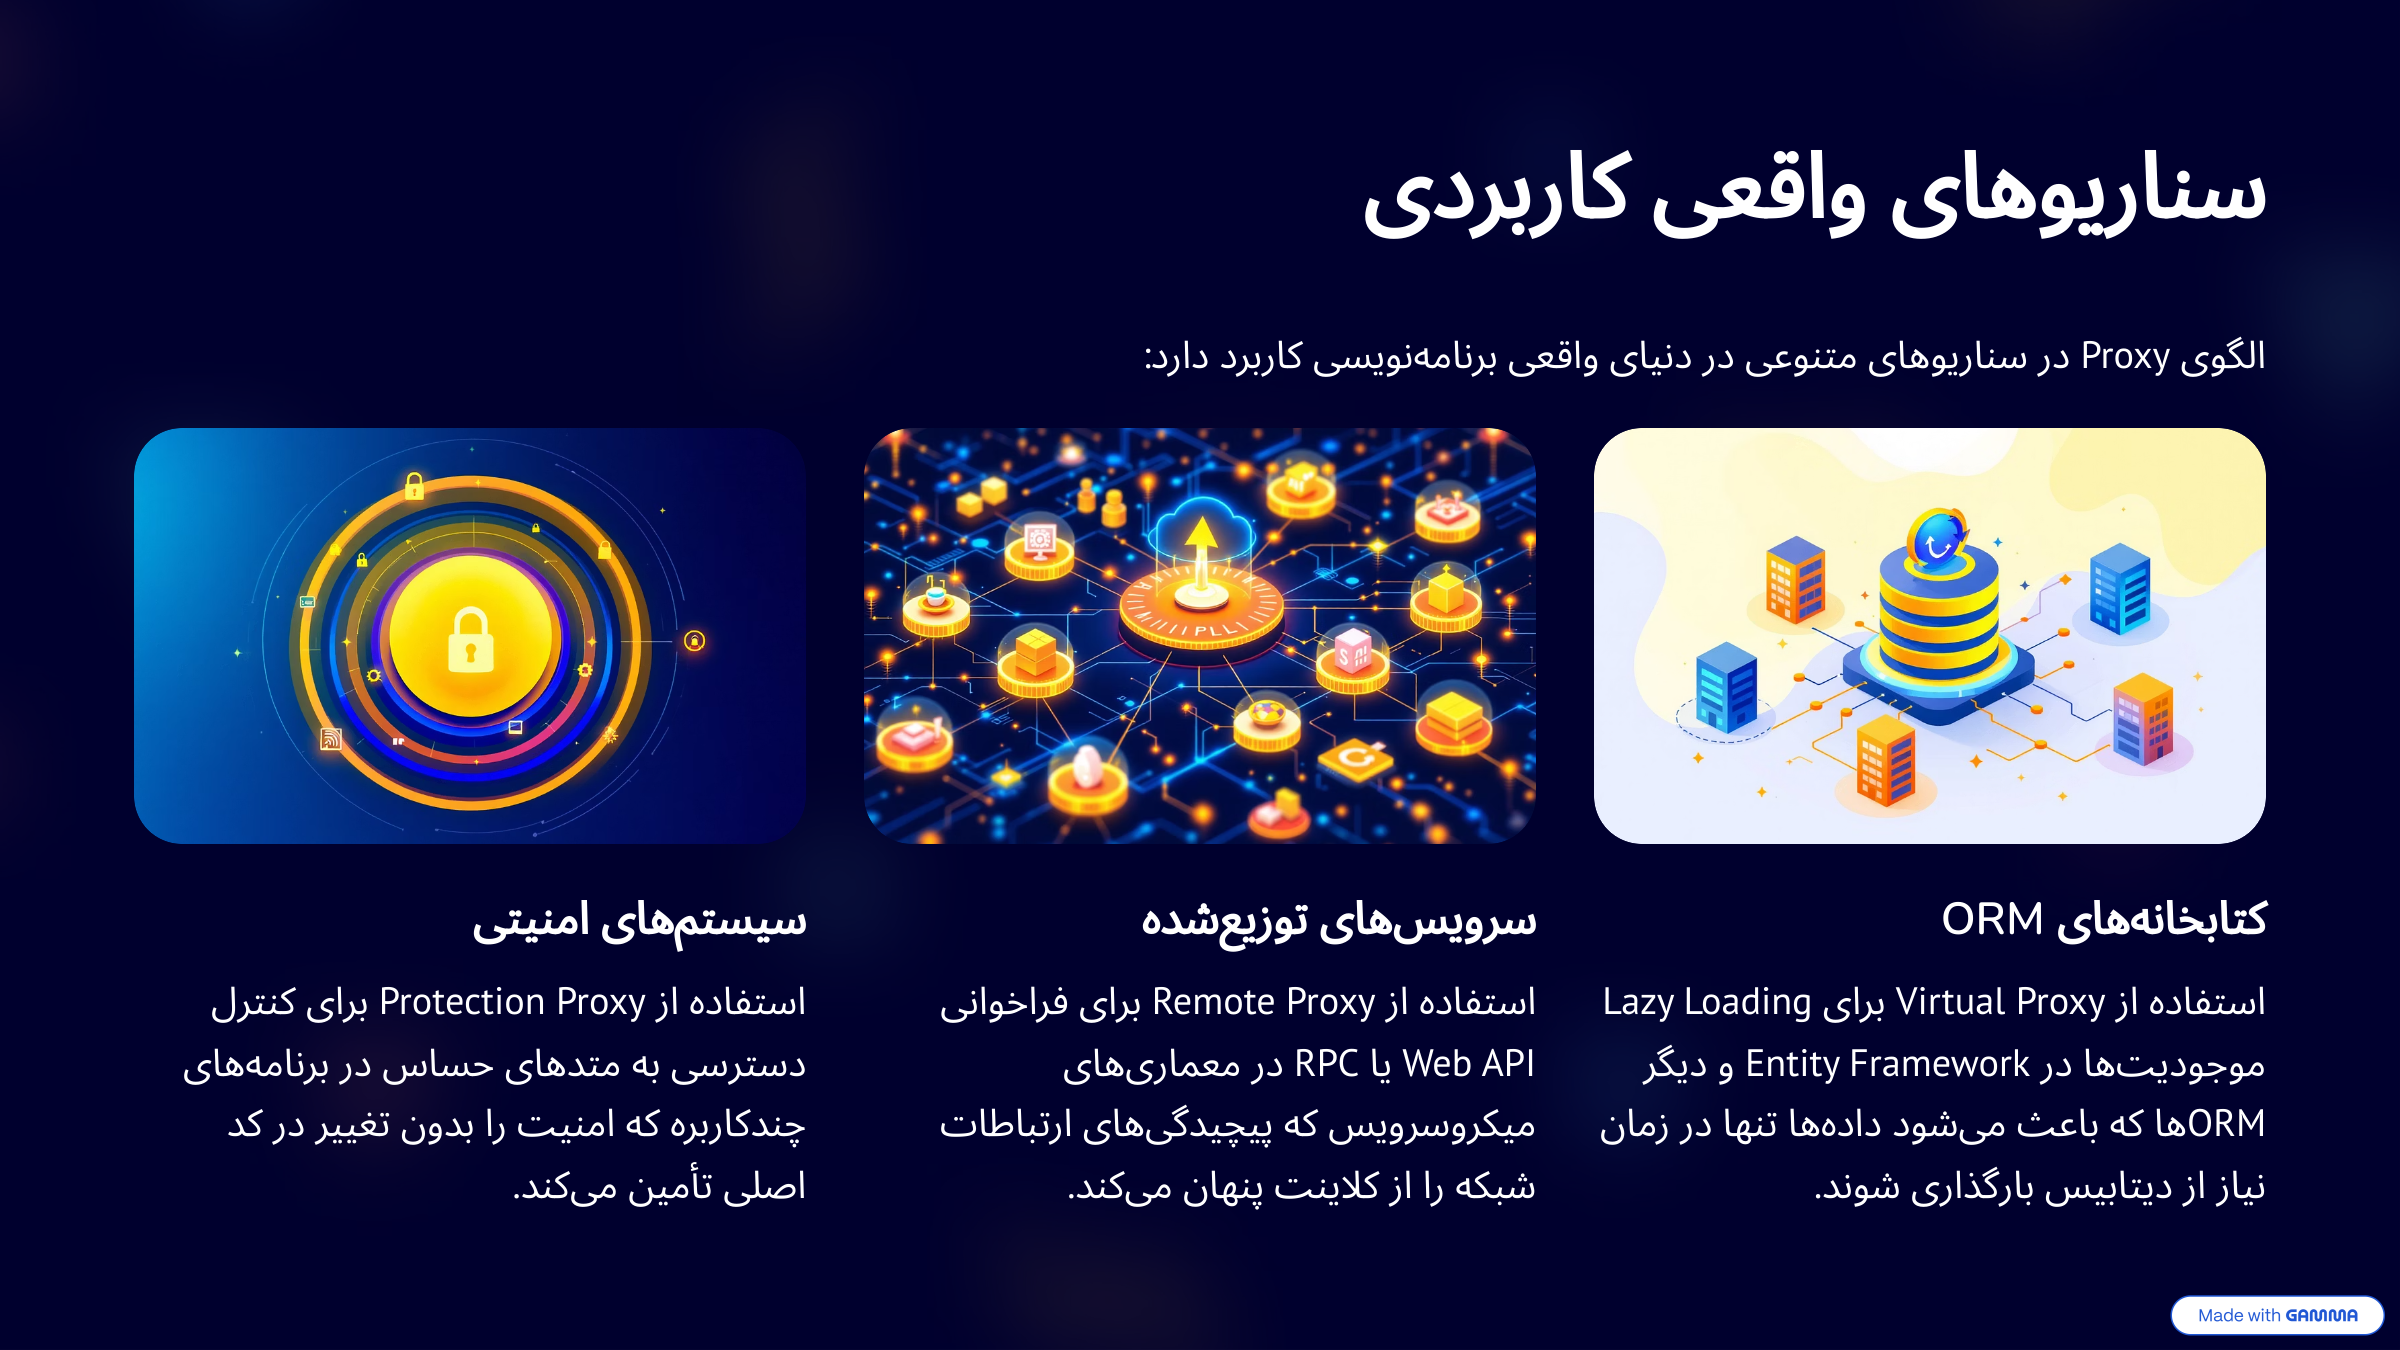 سناریوهای واقعی کاربردی
الگوی Proxy در سناریوهای متنوعی در دنیای واقعی برنامه‌نویسی کاربرد دارد:
کتابخانه‌های ORM
استفاده از Virtual Proxy برای Lazy Loading
موجودیت‌ها در Entity Framework و دیگر
ORMها که باعث می‌شود داده‌ها تنها در زمان
نیاز از دیتابیس بارگذاری شوند.
سرویس‌های توزیع‌شده
استفاده از Remote Proxy برای فراخوانی
Web API یا RPC در معماری‌های
میکروسرویس که پیچیدگی‌های ارتباطات
شبکه را از کلاینت پنهان می‌کند.
سیستم‌های امنیتی
استفاده از Protection Proxy برای کنترل
دسترسی به متدهای حساس در برنامه‌های
چندکاربره که امنیت را بدون تغییر در کد
اصلی تأمین می‌کند.
Made with GAMMA